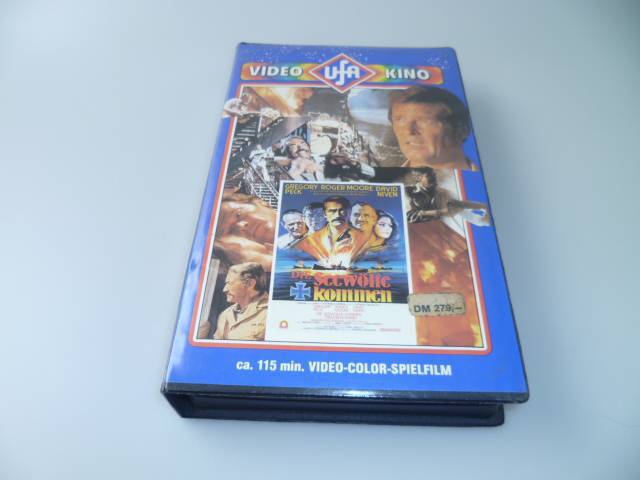 VIDEO UFA KINO
GREGORY PECK ROGER MOORE DAVID NIVEN
Die Seewölfe
kommen
DM 279,–
ca. 115 min. VIDEO-COLOR-SPIELFILM